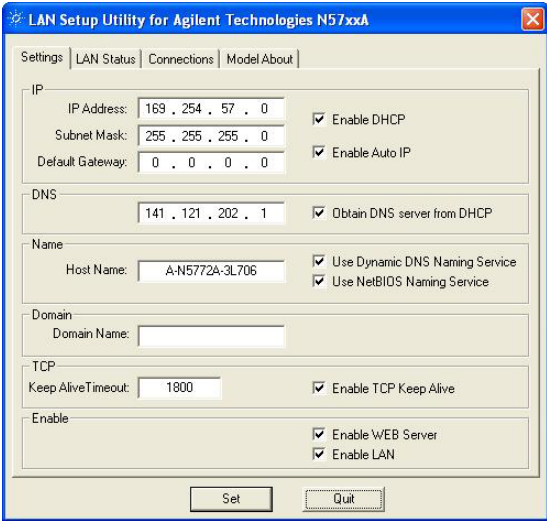 LAN Setup Utility for Agilent Technologies N57xxA
Settings LAN Status Connections Model About
IP
IP Address: 169 . 254 . 57 . 0
Enable DHCP
Subnet Mask: 255 . 255 . 255 . 0
Enable Auto IP
Default Gateway: 0 . 0 . 0 . 0
DNS
141 . 121 . 202 . 1
Obtain DNS server from DHCP
Name
Host Name: A-N5772A-3L706
Use Dynamic DNS Naming Service
Use NetBIOS Naming Service
Domain
Domain Name:
TCP
Keep AliveTimeout: 1800
Enable TCP Keep Alive
Enable
Enable WEB Server
Enable LAN
Set Quit